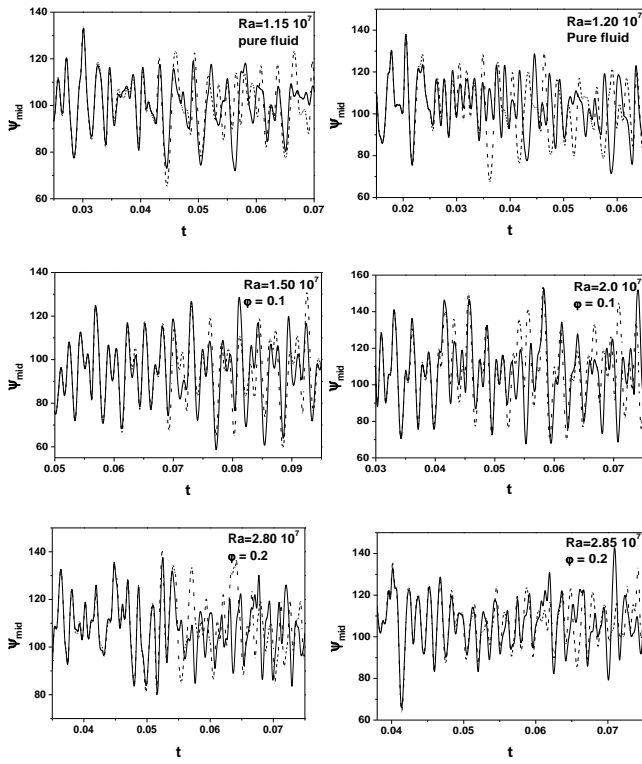 Ra=1.15 10^7
pure fluid
140
120
100
80
60
Ψmid
0.03 0.04 0.05 0.06 0.07
t
Ra=1.20 10^7
Pure fluid
140
120
100
80
60
Ψmid
0.02 0.03 0.04 0.05 0.06
t
Ra=1.50 10^7
φ = 0.1
140
120
100
80
60
Ψmid
0.05 0.06 0.07 0.08 0.09
t
Ra=2.0 10^7
φ = 0.1
160
140
120
100
80
60
Ψmid
0.03 0.04 0.05 0.06 0.07
t
Ra=2.80 10^7
φ = 0.2
140
120
100
80
Ψmid
0.04 0.05 0.06 0.07
t
Ra=2.85 10^7
φ = 0.2
140
120
100
80
60
Ψmid
0.04 0.05 0.06 0.07
t